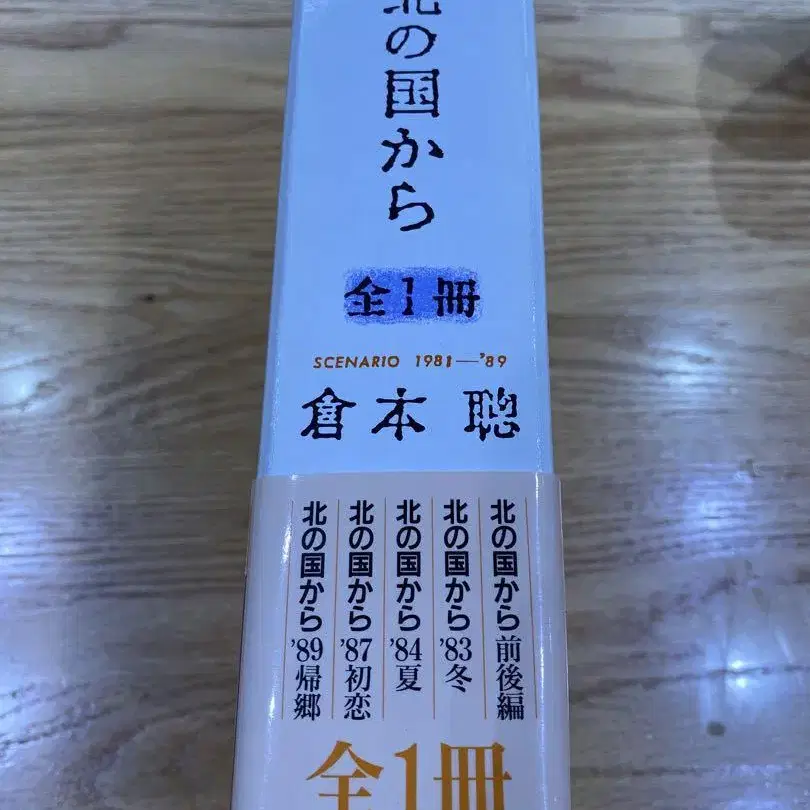 北の国から
全1冊
SCENARIO 1981—'89
倉本 聰
北の国から 前後編
北の国から '83冬
北の国から '84夏
北の国から '87初恋
北の国から '89帰郷
全1冊